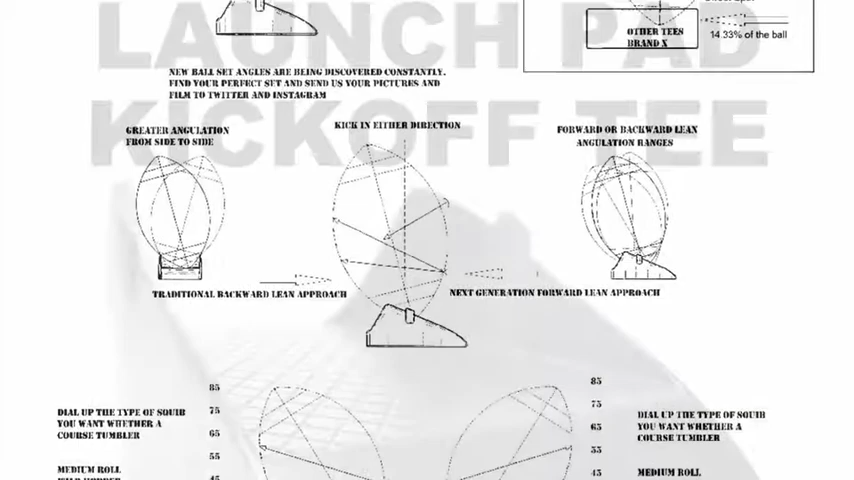 LAUNCH PAD
KICKOFF TEE
OTHER TEES
BRAND X
14.33% of the ball
NEW BALL SET ANGLES ARE BEING DISCOVERED CONSTANTLY.
FIND YOUR PERFECT SET AND SEND US YOUR PICTURES AND
FILM TO TWITTER AND INSTAGRAM
GREATER ANGULATION
FROM SIDE TO SIDE
KICK IN EITHER DIRECTION
FORWARD OR BACKWARD LEAN
ANGULATION RANGES
TRADITIONAL BACKWARD LEAN APPROACH
NEXT GENERATION FORWARD LEAN APPROACH
85
75
65
55
45
DIAL UP THE TYPE OF SQUIB
YOU WANT WHETHER A
COURSE TUMBLER
MEDIUM ROLL
85
75
65
55
45
DIAL UP THE TYPE OF SQUIB
YOU WANT WHETHER A
COURSE TUMBLER
MEDIUM ROLL